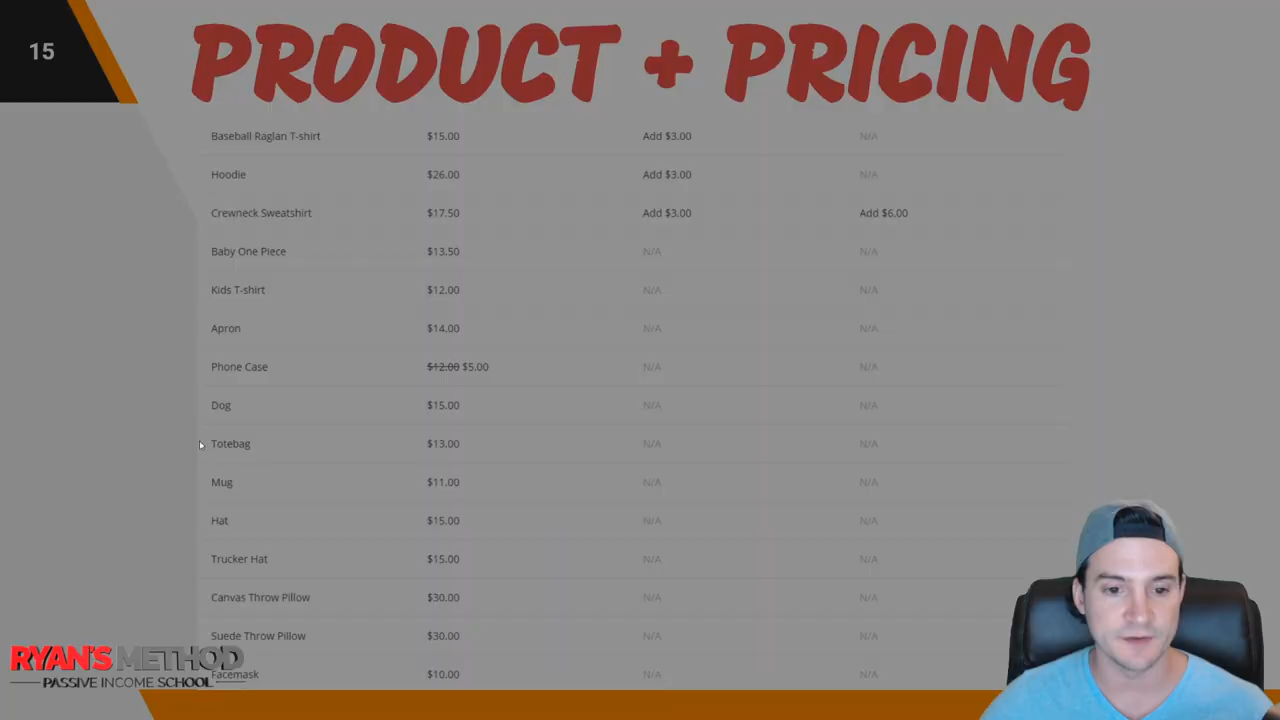 15
PRODUCT + PRICING
Baseball Raglan T-shirt $15.00 Add $3.00 N/A
Hoodie $26.00 Add $3.00 N/A
Crewneck Sweatshirt $17.50 Add $3.00 Add $6.00
Baby One Piece $13.50 N/A N/A
Kids T-shirt $12.00 N/A N/A
Apron $14.00 N/A N/A
Phone Case $12.00 $5.00 N/A N/A
Dog $15.00 N/A N/A
Totebag $13.00 N/A N/A
Mug $11.00 N/A N/A
Hat $15.00 N/A N/A
Trucker Hat $15.00 N/A N/A
Canvas Throw Pillow $30.00 N/A N/A
Suede Throw Pillow $30.00 N/A N/A
Facemask $10.00 N/A N/A
RYAN'S METHOD
PASSIVE INCOME SCHOOL